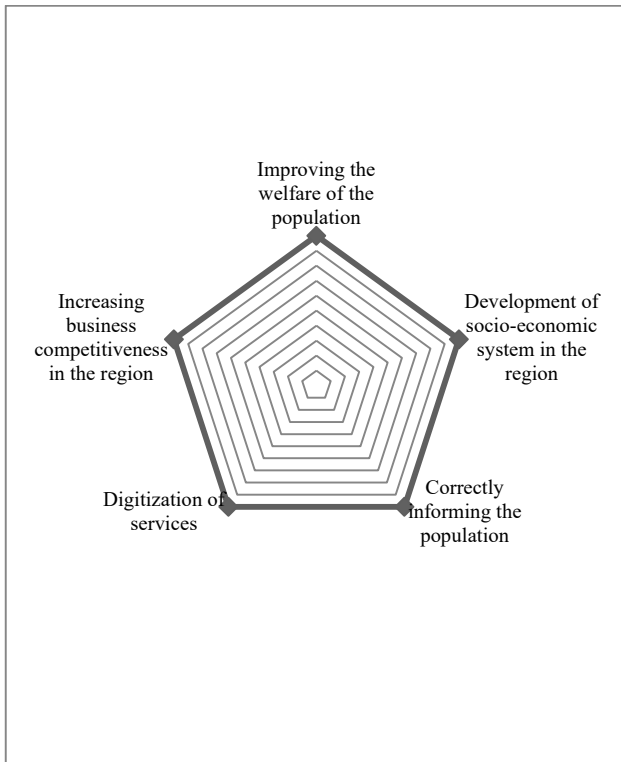 Improving the
welfare of the
population
Development of
socio-economic
system in the
region
Correctly
informing the
population
Digitization of
services
Increasing
business
competitiveness
in the region